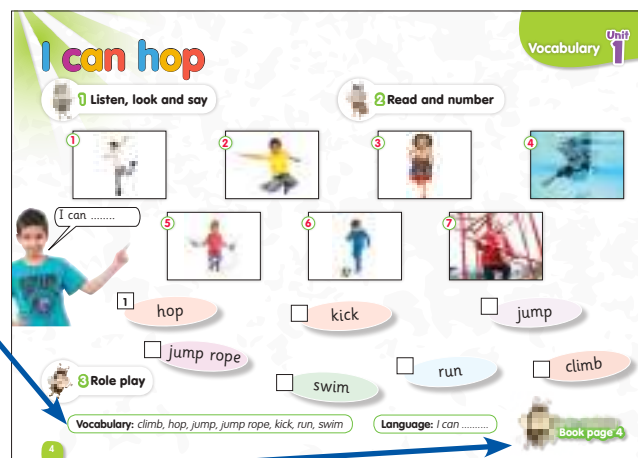 I can hop
Vocabulary Unit 1
1 Listen, look and say
2 Read and number
1
2
3
4
I can ........
5
6
7
1 hop
kick
jump
jump rope
run
climb
swim
3 Role play
Vocabulary: climb, hop, jump, jump rope, kick, run, swim
Language: I can ..........
Book page 4
4